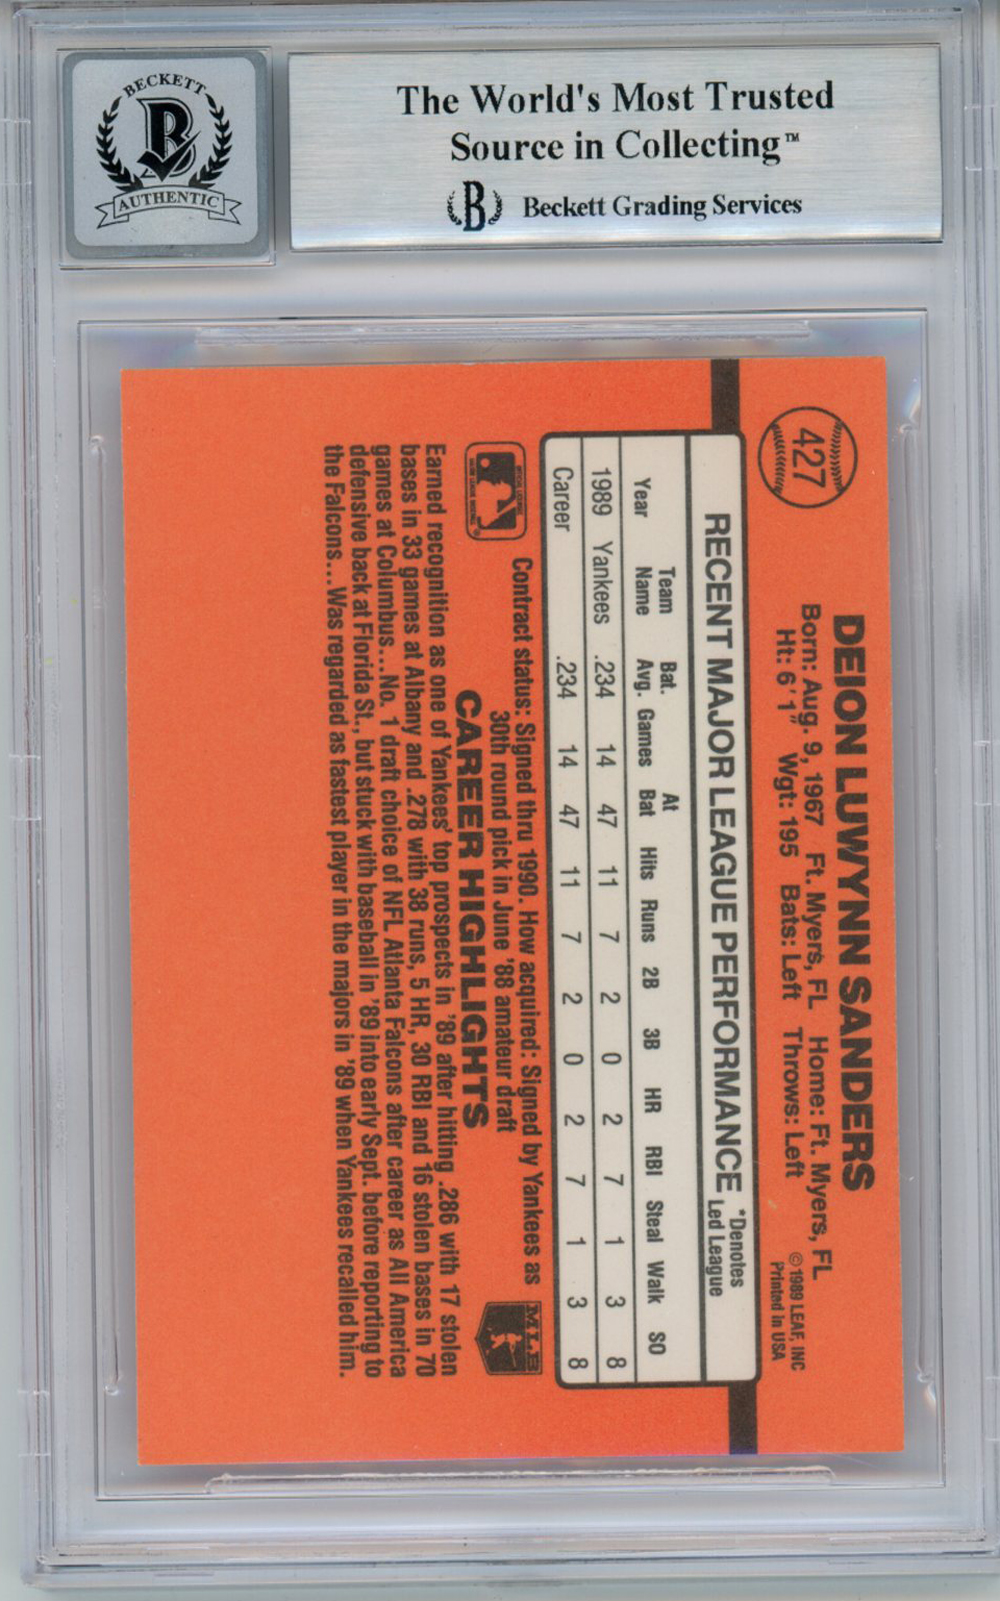 BECKETT
B
AUTHENTIC
The World's Most Trusted
Source in Collecting™
B Beckett Grading Services
427
DEION LUWYNN SANDERS
Born: Aug. 9, 1967 Ft. Myers, FL Home: Ft. Myers, FL
Ht: 6'1" Wgt: 195 Bats: Left Throws: Left
© 1989 LEAF, INC
Printed in USA
RECENT MAJOR LEAGUE PERFORMANCE
*Denotes
Led League
Year Team Name Bat. Avg. Games At Bat Hits Runs 2B 3B HR RBI Steal Walk SO
1989 Yankees .234 14 47 11 7 2 0 2 7 1 3 8
Career .234 14 47 11 7 2 0 2 7 1 3 8
Contract status: Signed thru 1990. How acquired: Signed by Yankees as
30th round pick in June '88 amateur draft
MLB
CAREER HIGHLIGHTS
Earned recognition as one of Yankees' top prospects in '89 after hitting .286 with 17 stolen
bases in 33 games at Albany and .278 with 38 runs, 5 HR, 30 RBI and 16 stolen bases in 70
games at Columbus...No. 1 draft choice of NFL Atlanta Falcons after career as All America
defensive back at Florida St., but stuck with baseball in '89 into early Sept. before reporting to
the Falcons...Was regarded as fastest player in the majors in '89 when Yankees recalled him.